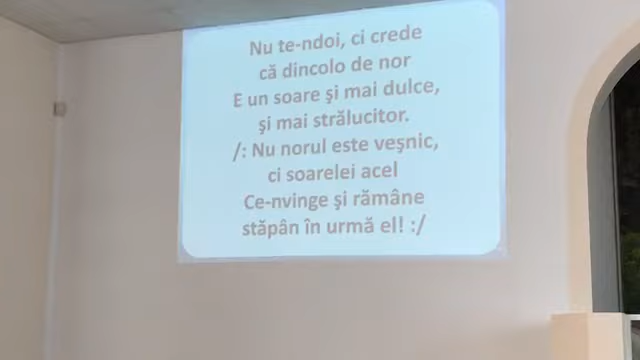 Nu te-ndoi, ci crede
că dincolo de nor
E un soare şi mai dulce,
şi mai strălucitor.
/: Nu norul este veşnic,
ci soarelei acel
Ce-nvinge şi rămâne
stăpân în urmă el! :/